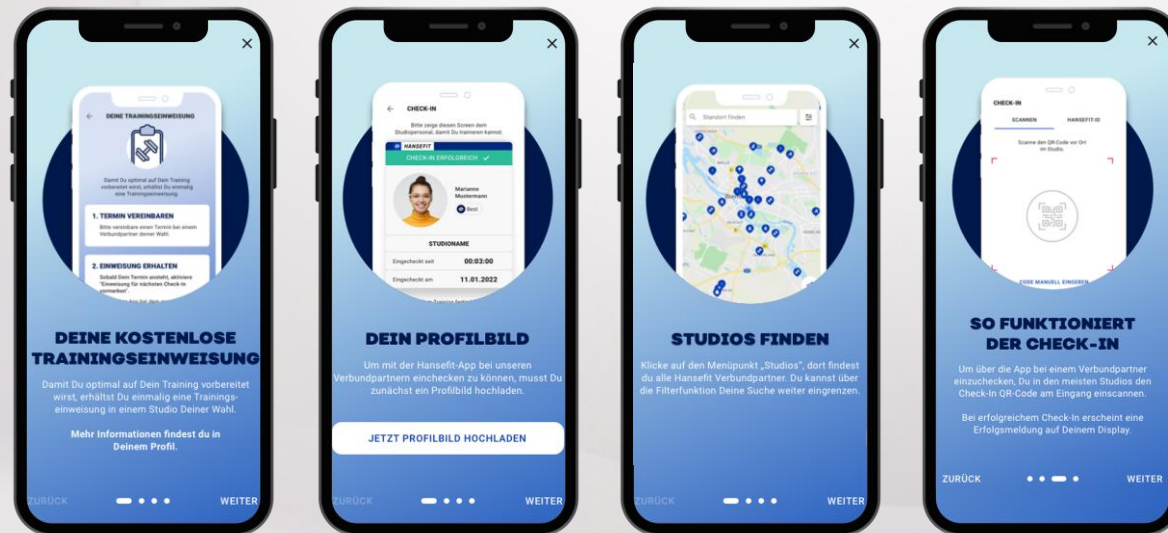 ×
← DEINE TRAININGSEINWEISUNG
Damit Du optimal auf Dein Training
vorbereitet wirst, erhältst Du einmalig
eine Trainingseinweisung.
1. TERMIN VEREINBAREN
Bitte vereinbare einen Termin bei einem
Verbundpartner deiner Wahl.
2. EINWEISUNG ERHALTEN
Sobald Dein Termin ansteht, aktiviere
"Einweisung für nächsten Check-in
vormerken".
DEINE KOSTENLOSE
TRAININGSEINWEISUNG
Damit Du optimal auf Dein Training vorbereitet
wirst, erhältst Du einmalig eine Trainings-
einweisung in einem Studio Deiner Wahl.
Mehr Informationen findest du in
Deinem Profil.
ZURÜCK WEITER
×
← CHECK-IN
Bitte zeige diesen Screen dem
Studiopersonal, damit Du trainieren kannst.
HANSEFIT
CHECK-IN ERFOLGREICH ✓
Marianne
Mustermann
Best
STUDIONAME
Eingecheckt seit 00:03:00
Eingecheckt am 11.01.2022
DEIN PROFILBILD
Um mit der Hansefit-App bei unseren
Verbundpartnern einchecken zu können, musst Du
zunächst ein Profilbild hochladen.
JETZT PROFILBILD HOCHLADEN
ZURÜCK WEITER
×
Standort finden
STUDIOS FINDEN
Klicke auf den Menüpunkt „Studios", dort findest
du alle Hansefit Verbundpartner. Du kannst über
die Filterfunktion Deine Suche weiter eingrenzen.
ZURÜCK WEITER
×
CHECK-IN
SCANNEN HANSEFIT-ID
Scanne den QR-Code vor Ort
im Studio.
CODE MANUELL EINGEBEN
SO FUNKTIONIERT
DER CHECK-IN
Um über die App bei einem Verbundpartner
einzuchecken, Du in den meisten Studios den
Check-In QR-Code am Eingang einscannen.
Bei erfolgreichem Check-In erscheint eine
Erfolgsmeldung auf Deinem Display.
ZURÜCK WEITER